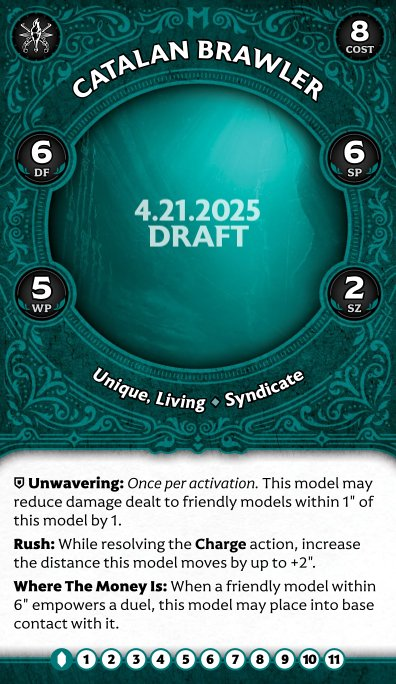 8
COST
CATALAN BRAWLER
6
DF
6
SP
4.21.2025
DRAFT
5
WP
2
SZ
Unique, Living ◆ Syndicate
Unwavering: Once per activation. This model may
reduce damage dealt to friendly models within 1" of
this model by 1.
Rush: While resolving the Charge action, increase
the distance this model moves by up to +2".
Where The Money Is: When a friendly model within
6" empowers a duel, this model may place into base
contact with it.
1 2 3 4 5 6 7 8 9 10 11